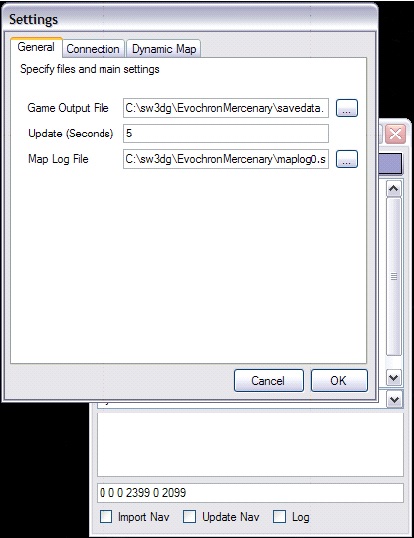 Settings
General Connection Dynamic Map
Specify files and main settings
Game Output File C:\sw3dg\EvochronMercenary\savedata. ...
Update (Seconds) 5
Map Log File C:\sw3dg\EvochronMercenary\maplog0.s ...
Cancel OK
0 0 0 2399 0 2099
Import Nav Update Nav Log